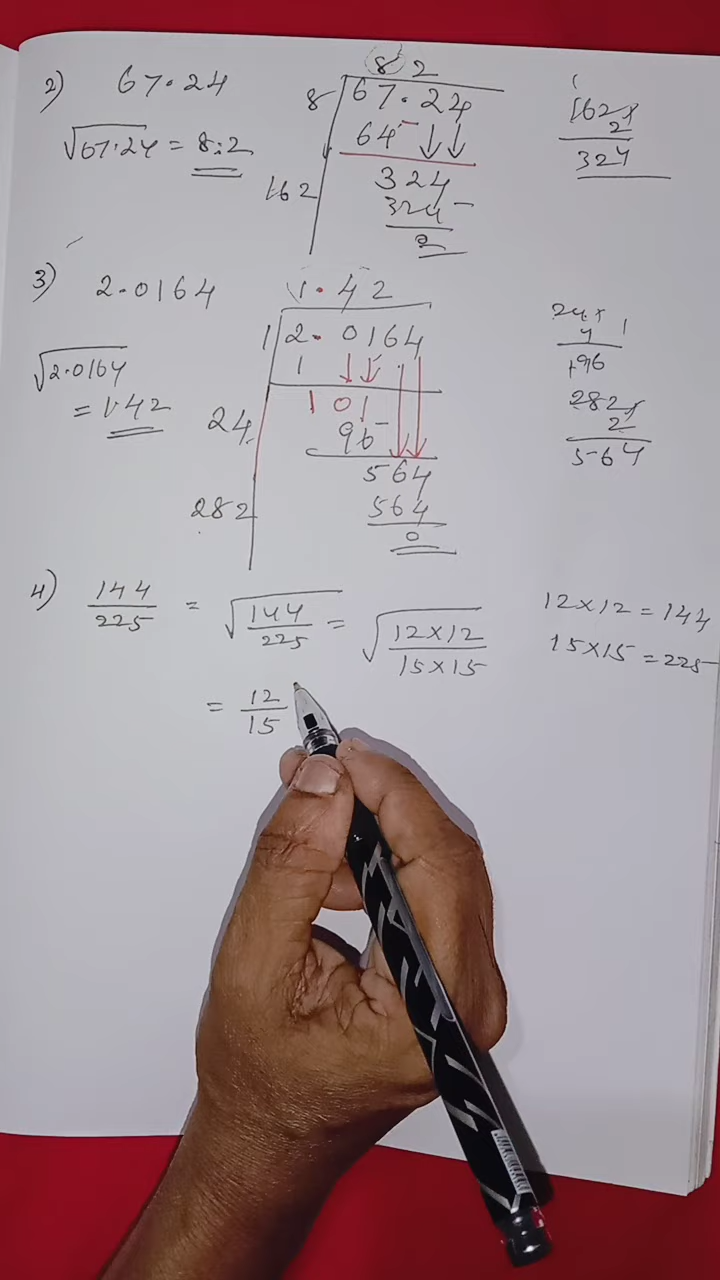 2) 67.24
√67.24 = 8.2
8 2
8 | 67.24
64
162 | 324
324
0
162 ×
2
324
3) 2.0164
√2.0164
= 1.42
1.42
1 | 2.0164
1
24 | 101
96
282 | 564
564
0
24 ×
4
96
282 ×
2
564
4) 144/225 = √144/225 = √12×12/15×15
= 12/15
12×12 = 144
15×15 = 225